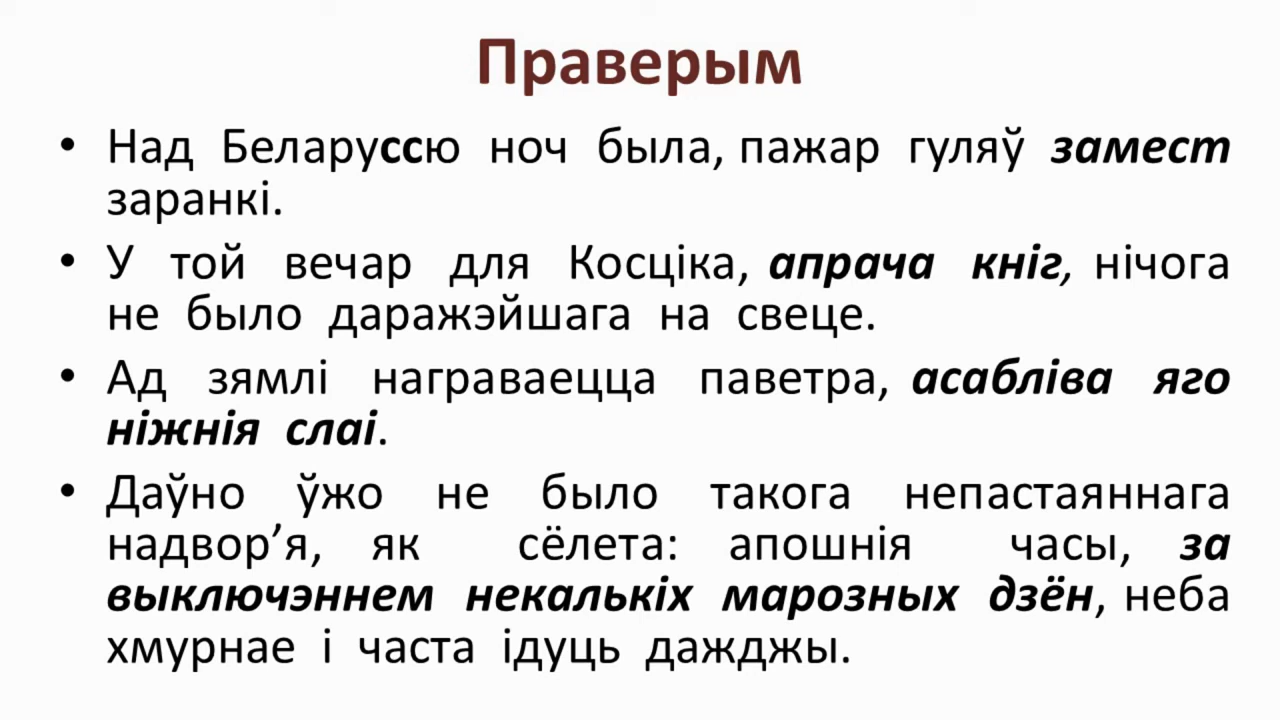 Праверым
• Над Беларуссю ноч была, пажар гуляў замест
заранкі.
• У той вечар для Косціка, апрача кніг, нічога
не было даражэйшага на свеце.
• Ад зямлі награваецца паветра, асабліва яго
ніжнія слаі.
• Даўно ўжо не было такога непастаяннага
надвор’я, як сёлета: апошнія часы, за
выключэннем некалькіх марозных дзён, неба
хмурнае і часта ідуць дажджы.